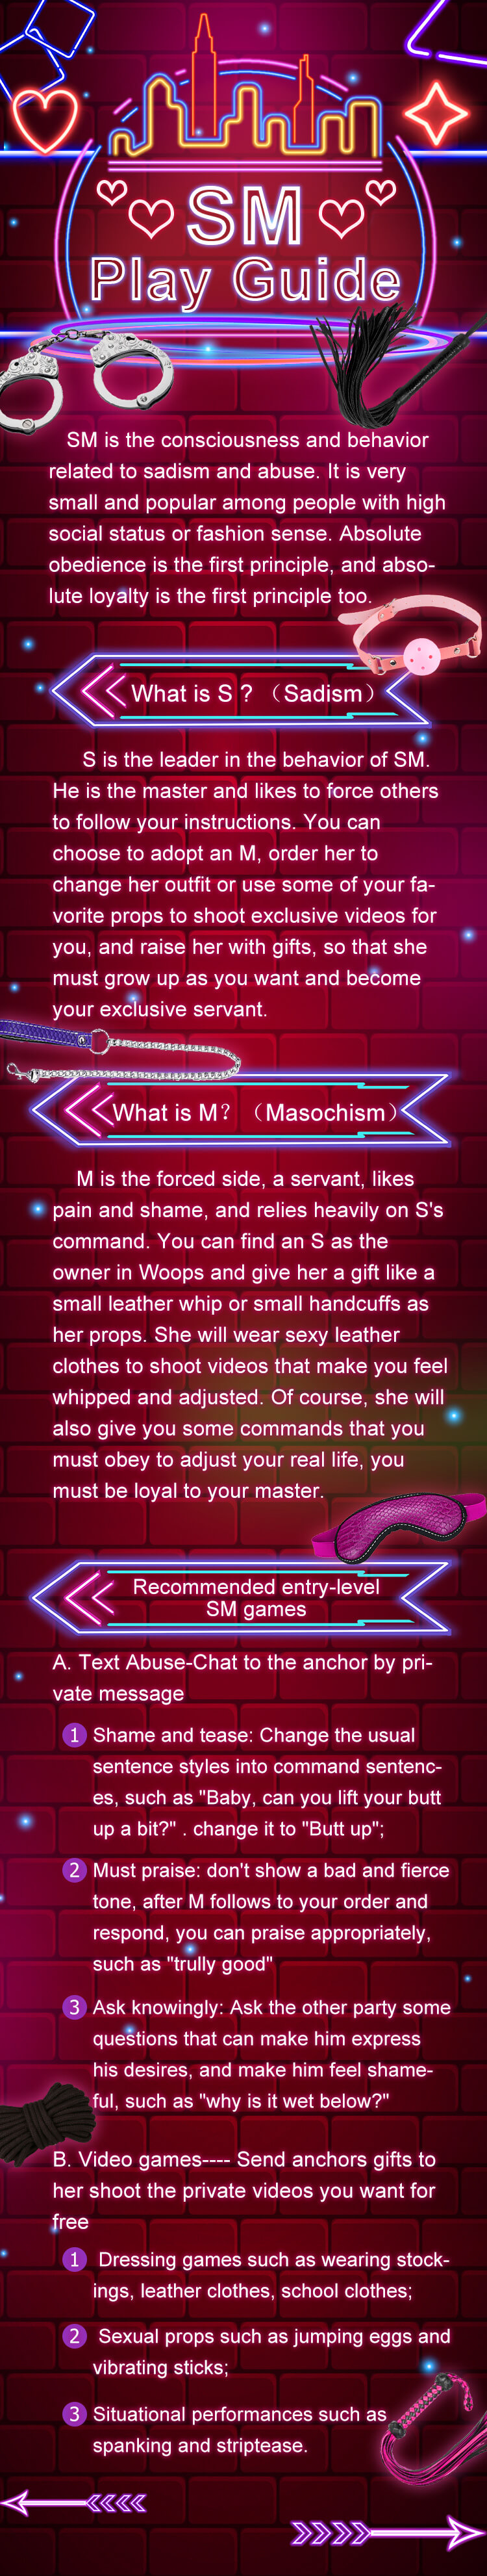 SM
Play Guide
SM is the consciousness and behavior
related to sadism and abuse. It is very
small and popular among people with high
social status or fashion sense. Absolute
obedience is the first principle, and abso-
lute loyalty is the first principle too.
What is S ? （Sadism）
S is the leader in the behavior of SM.
He is the master and likes to force others
to follow your instructions. You can
choose to adopt an M, order her to
change her outfit or use some of your fa-
vorite props to shoot exclusive videos for
you, and raise her with gifts, so that she
must grow up as you want and become
your exclusive servant.
What is M? （Masochism）
M is the forced side, a servant, likes
pain and shame, and relies heavily on S's
command. You can find an S as the
owner in Woops and give her a gift like a
small leather whip or small handcuffs as
her props. She will wear sexy leather
clothes to shoot videos that make you feel
whipped and adjusted. Of course, she will
also give you some commands that you
must obey to adjust your real life, you
must be loyal to your master.
Recommended entry-level
SM games
A. Text Abuse-Chat to the anchor by pri-
vate message
1 Shame and tease: Change the usual
sentence styles into command sentenc-
es, such as "Baby, can you lift your butt
up a bit?" . change it to "Butt up";
2 Must praise: don't show a bad and fierce
tone, after M follows to your order and
respond, you can praise appropriately,
such as "trully good"
3 Ask knowingly: Ask the other party some
questions that can make him express
his desires, and make him feel shame-
ful, such as "why is it wet below?"
B. Video games---- Send anchors gifts to
her shoot the private videos you want for
free
1 Dressing games such as wearing stock-
ings, leather clothes, school clothes;
2 Sexual props such as jumping eggs and
vibrating sticks;
3 Situational performances such as
spanking and striptease.